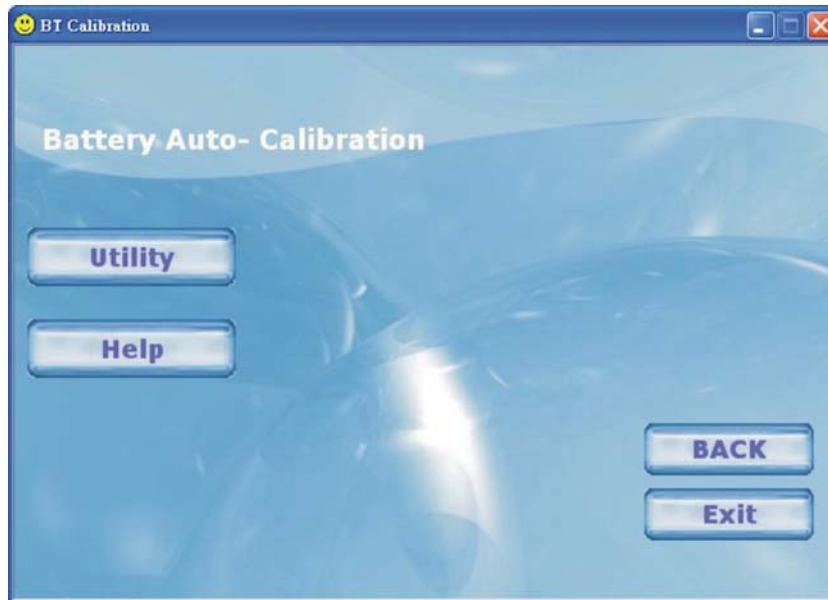 BT Calibration
Battery Auto- Calibration
Utility
Help
BACK
Exit